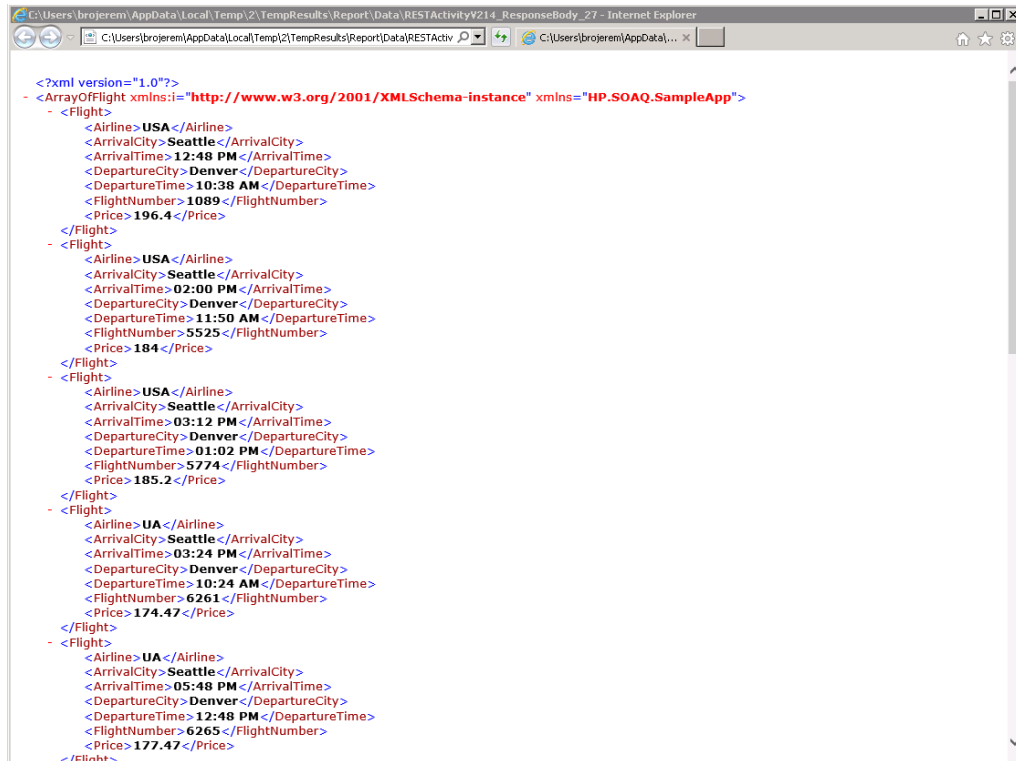 C:\Users\brojerem\AppData\Local\Temp\2\TempResults\Report\Data\RESTActivityV214_ResponseBody_27 - Internet Explorer
C:\Users\brojerem\AppData\Local\Temp\2\TempResults\Report\Data\RESTActiv C:\Users\brojerem\AppData\...
<?xml version="1.0"?>
- <ArrayOfFlight xmlns:i="http://www.w3.org/2001/XMLSchema-instance" xmlns="HP.SOAQ.SampleApp">
- <Flight>
<Airline>USA</Airline>
<ArrivalCity>Seattle</ArrivalCity>
<ArrivalTime>12:48 PM</ArrivalTime>
<DepartureCity>Denver</DepartureCity>
<DepartureTime>10:38 AM</DepartureTime>
<FlightNumber>1089</FlightNumber>
<Price>196.4</Price>
</Flight>
- <Flight>
<Airline>USA</Airline>
<ArrivalCity>Seattle</ArrivalCity>
<ArrivalTime>02:00 PM</ArrivalTime>
<DepartureCity>Denver</DepartureCity>
<DepartureTime>11:50 AM</DepartureTime>
<FlightNumber>5525</FlightNumber>
<Price>184</Price>
</Flight>
- <Flight>
<Airline>USA</Airline>
<ArrivalCity>Seattle</ArrivalCity>
<ArrivalTime>03:12 PM</ArrivalTime>
<DepartureCity>Denver</DepartureCity>
<DepartureTime>01:02 PM</DepartureTime>
<FlightNumber>5774</FlightNumber>
<Price>185.2</Price>
</Flight>
- <Flight>
<Airline>UA</Airline>
<ArrivalCity>Seattle</ArrivalCity>
<ArrivalTime>03:24 PM</ArrivalTime>
<DepartureCity>Denver</DepartureCity>
<DepartureTime>10:24 AM</DepartureTime>
<FlightNumber>6261</FlightNumber>
<Price>174.47</Price>
</Flight>
- <Flight>
<Airline>UA</Airline>
<ArrivalCity>Seattle</ArrivalCity>
<ArrivalTime>05:48 PM</ArrivalTime>
<DepartureCity>Denver</DepartureCity>
<DepartureTime>12:48 PM</DepartureTime>
<FlightNumber>6265</FlightNumber>
<Price>177.47</Price>
</Flight>